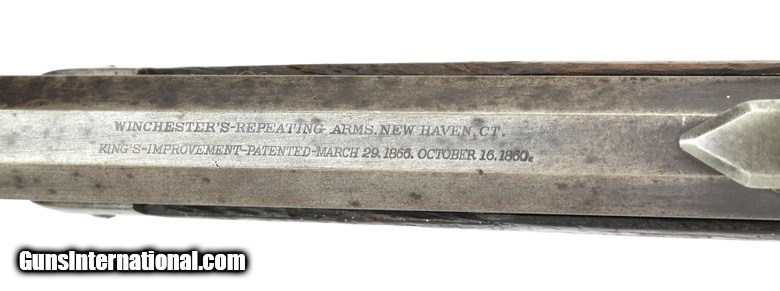 WINCHESTER'S-REPEATING ARMS. NEW HAVEN. CT.
KING'S-IMPROVEMENT-PATENTED-MARCH 29. 1866. OCTOBER 16. 1860.
GunsInternational.com